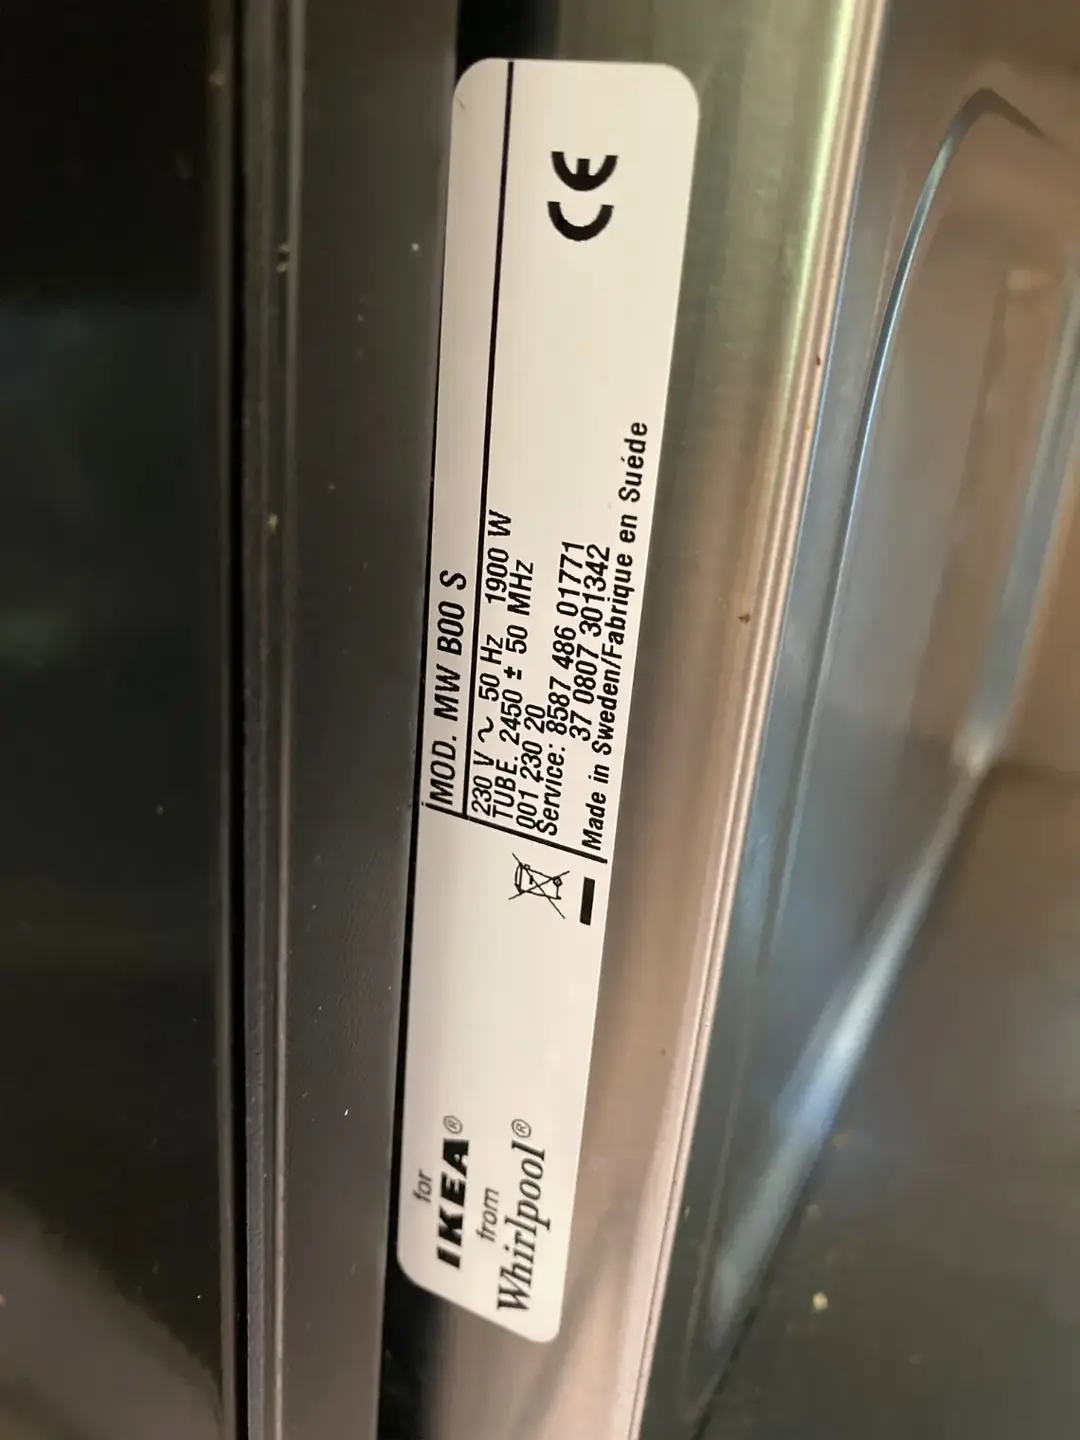 for
IKEA®
from
Whirlpool®
MOD. MW B00 S
230 V ~ 50 Hz 1900 W
TUBE. 2450 ± 50 MHz
001 230 20
Service: 8587 486 01771
37 0807 301342
Made in Sweden/Fabrique en Suéde
CE